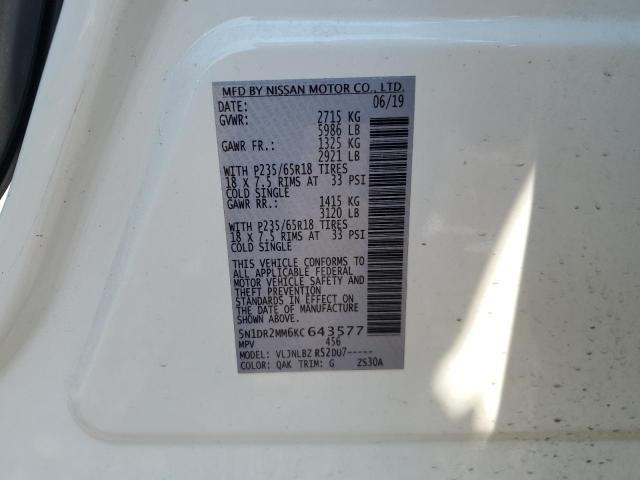 MFD BY NISSAN MOTOR CO., LTD.
DATE: 06/19
GVWR: 2715 KG
5986 LB
GAWR FR.: 1325 KG
2921 LB
WITH P235/65R18 TIRES
18 X 7.5 RIMS AT 33 PSI
COLD SINGLE
GAWR RR.: 1415 KG
3120 LB
WITH P235/65R18 TIRES
18 X 7.5 RIMS AT 33 PSI
COLD SINGLE
THIS VEHICLE CONFORMS TO
ALL APPLICABLE FEDERAL
MOTOR VEHICLE SAFETY AND
THEFT PREVENTION
STANDARDS IN EFFECT ON
THE DATE OF MANUFACTURE
SHOWN ABOVE.
5N1DR2MM6KC643577
MPV 456
MODEL: VLJNLBZ R52DU7-----
COLOR: QAK TRIM: G ZS30A